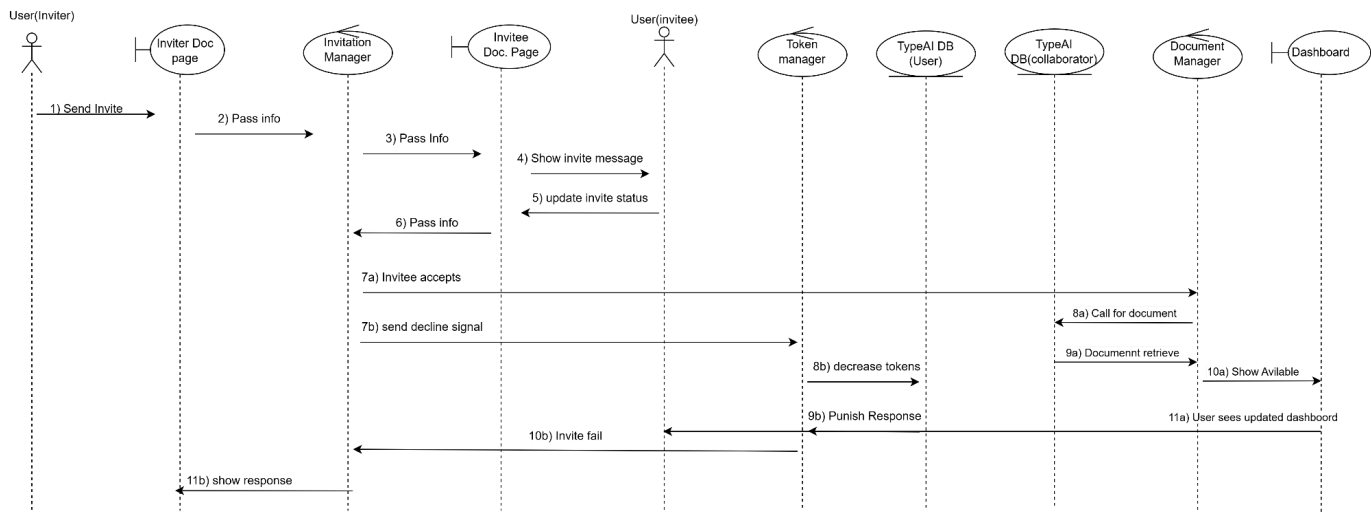 User(Inviter)
User(invitee)
Inviter Doc
page
Invitation
Manager
Invitee
Doc. Page
Token
manager
TypeAI DB
(User)
TypeAI
DB(collaborator)
Document
Manager
Dashboard
1) Send Invite
2) Pass info
3) Pass Info
4) Show invite message
5) update invite status
6) Pass info
7a) Invitee accepts
8a) Call for document
7b) send decline signal
9a) Documennt retrieve
8b) decrease tokens
10a) Show Avilable
9b) Punish Response
11a) User sees updated dashboord
10b) Invite fail
11b) show response